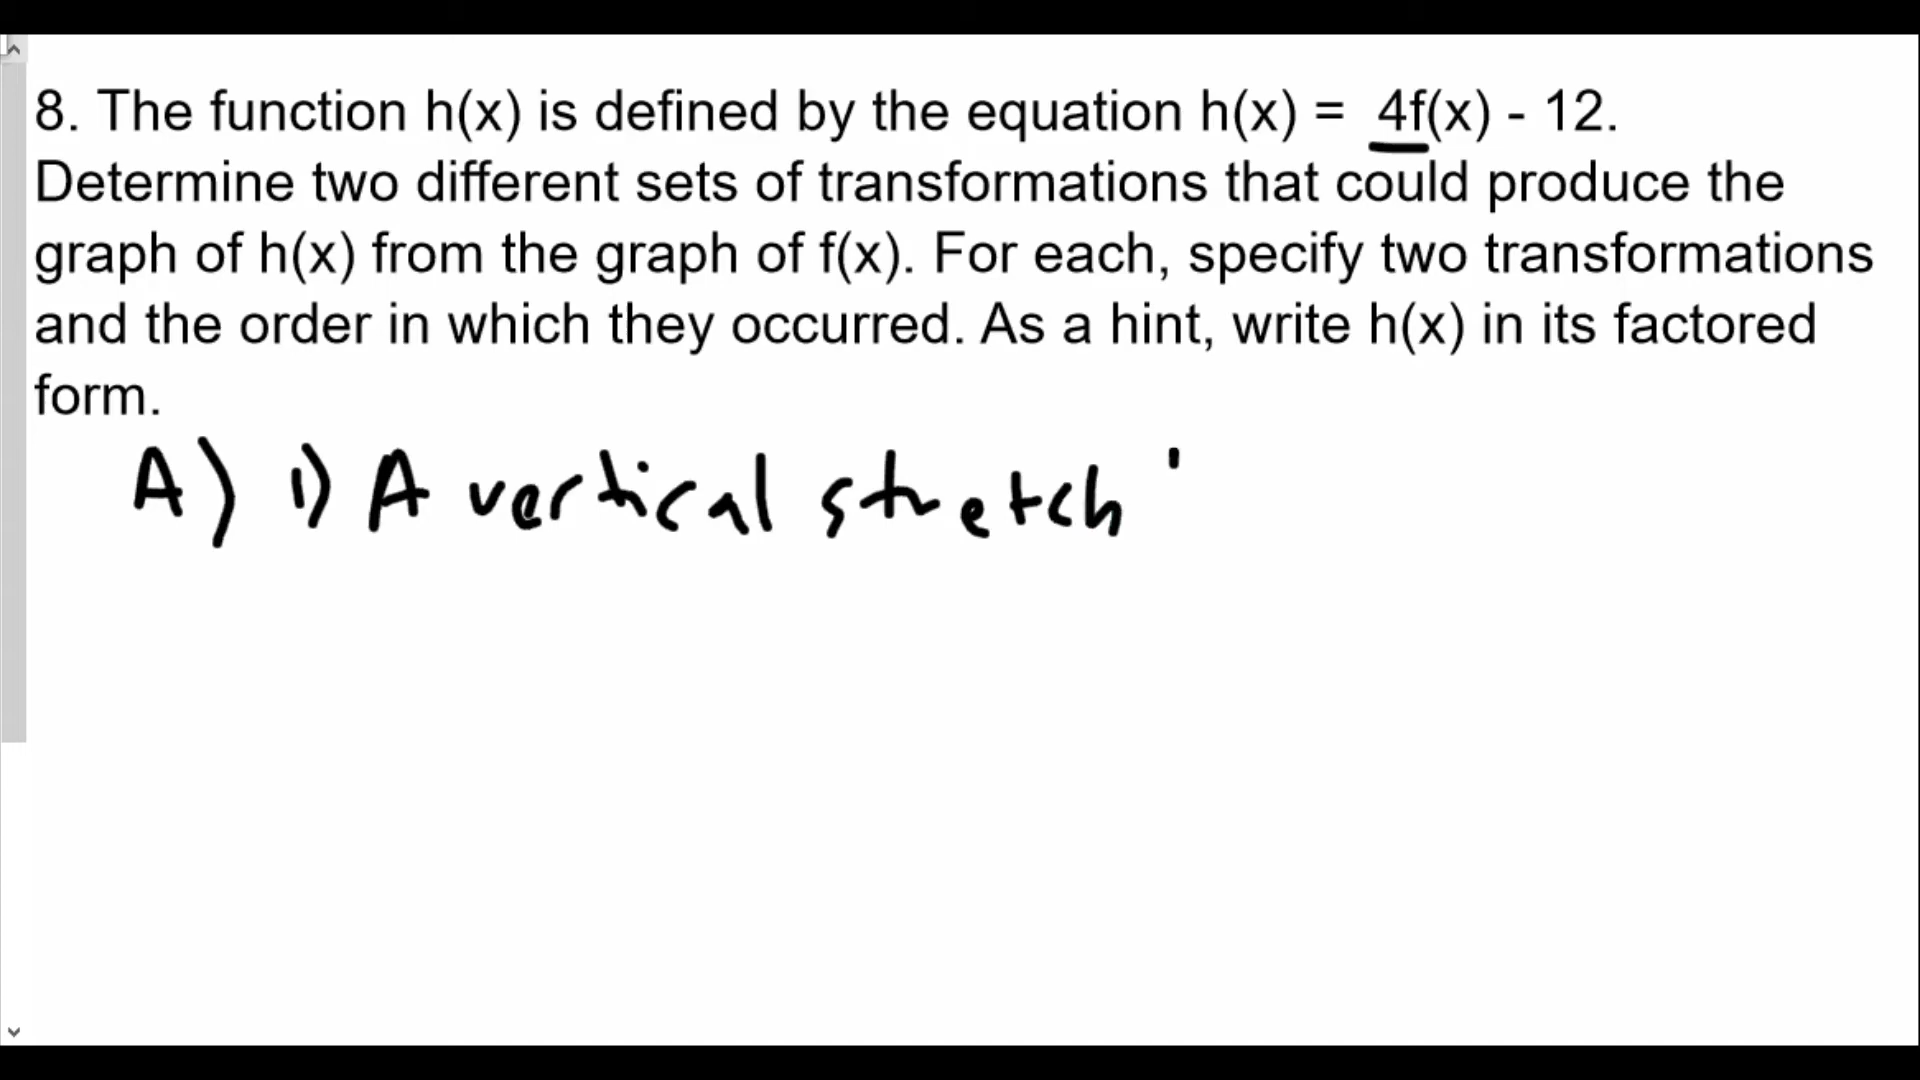 8. The function h(x) is defined by the equation h(x) = 4f(x) - 12.
Determine two different sets of transformations that could produce the
graph of h(x) from the graph of f(x). For each, specify two transformations
and the order in which they occurred. As a hint, write h(x) in its factored
form.
A) 1) A vertical stretch